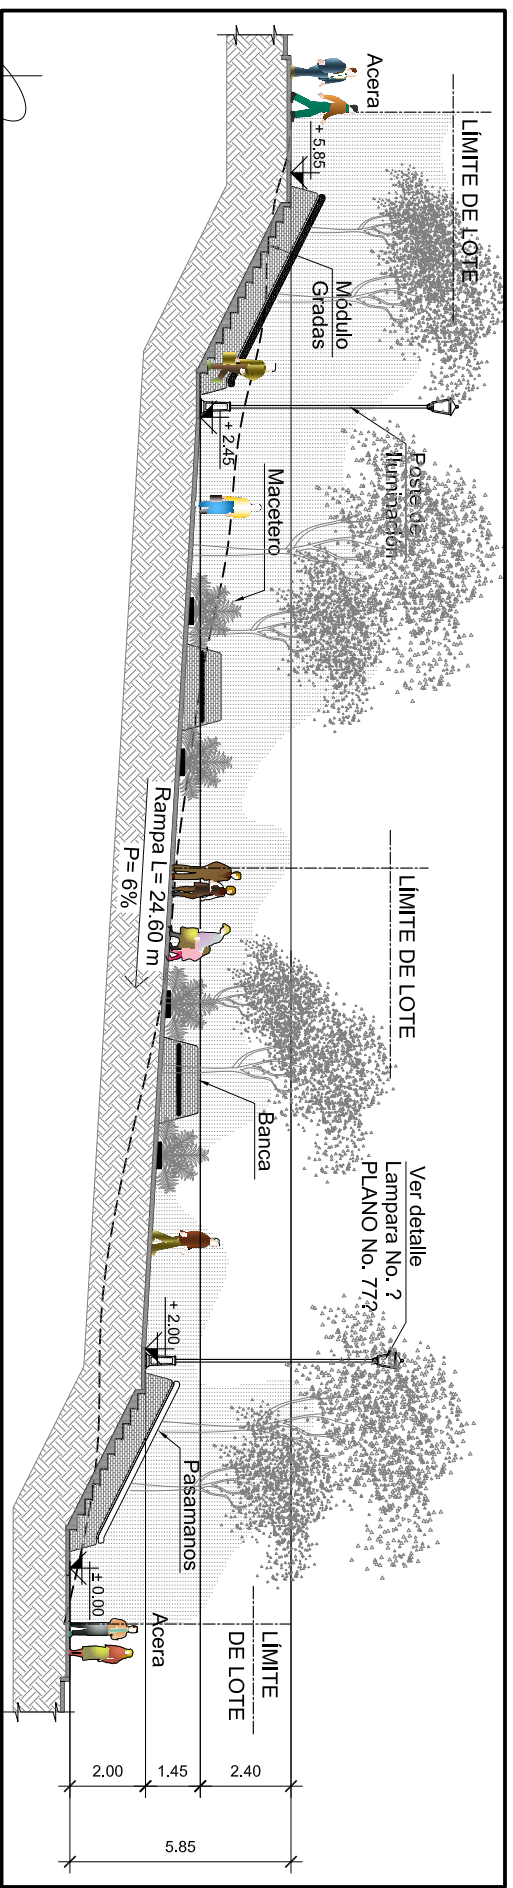 LÍMITE DE LOTE
Acera
+ 5.85
Módulo
Gradas
Poste de
Iluminación
+ 2.45
Macetero
Rampa L = 24.60 m
P= 6%
LÍMITE DE LOTE
Banca
Ver detalle
Lampara No. ?
PLANO No. 77?
+ 2.00
Pasamanos
± 0.00
Acera
LÍMITE
DE LOTE
2.00
1.45
2.40
5.85